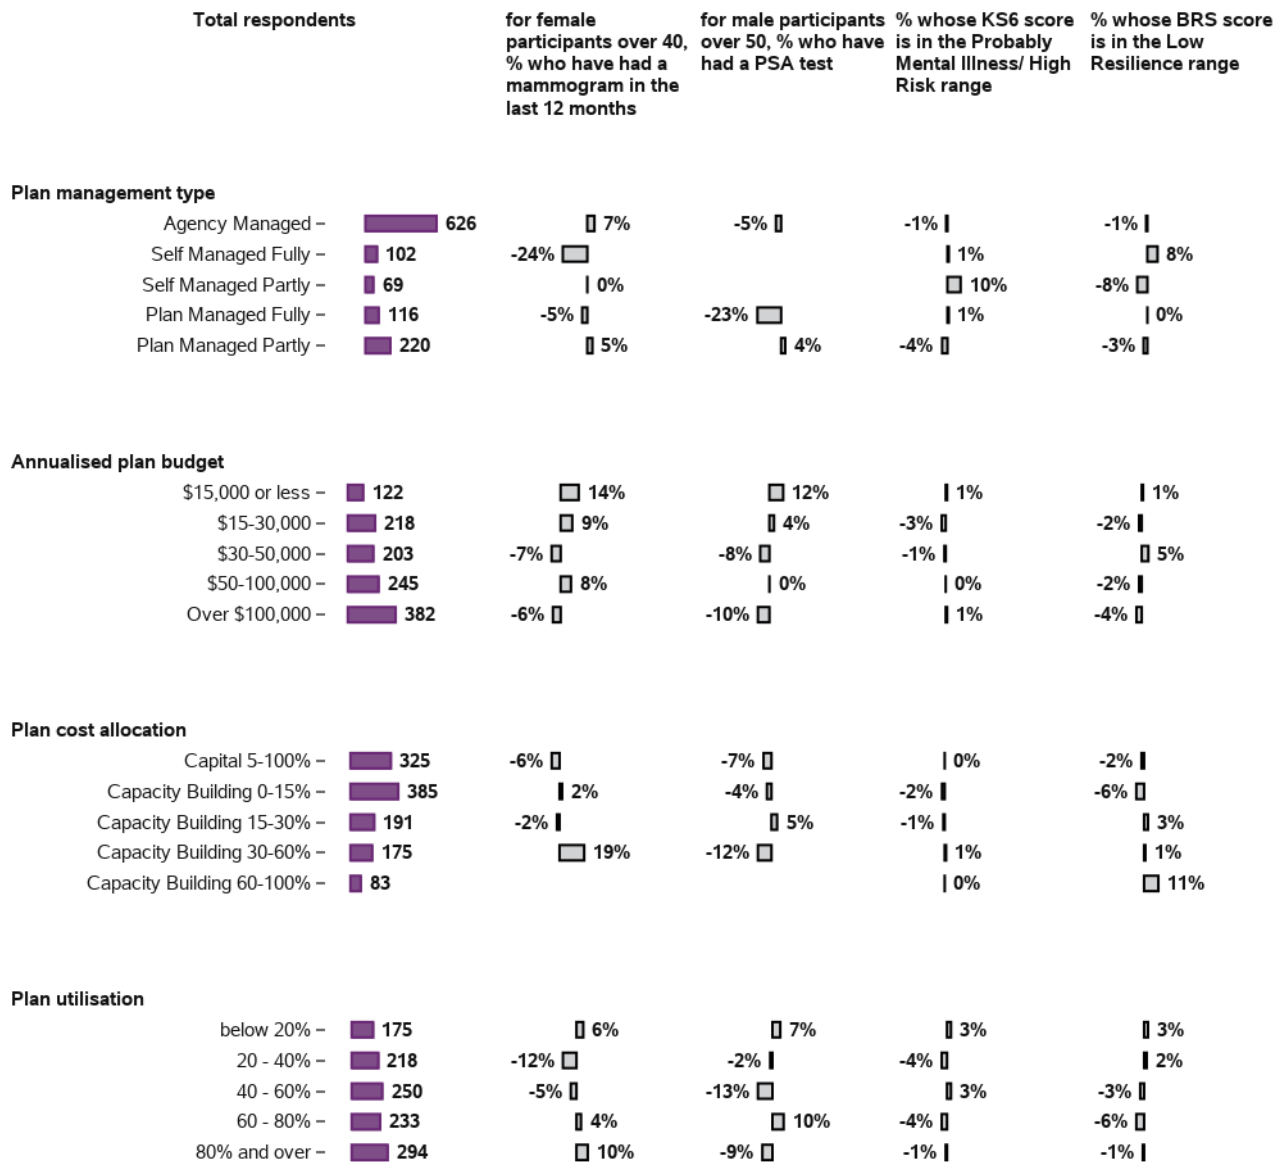 Total respondents
for female participants over 40, % who have had a mammogram in the last 12 months
for male participants over 50, % who have had a PSA test
% whose KS6 score is in the Probably Mental Illness/ High Risk range
% whose BRS score is in the Low Resilience range
Plan management type
Agency Managed 626 7% -5% -1% -1%
Self Managed Fully 102 -24% 1% 8%
Self Managed Partly 69 0% 10% -8%
Plan Managed Fully 116 -5% -23% 1% 0%
Plan Managed Partly 220 5% 4% -4% -3%
Annualised plan budget
$15,000 or less 122 14% 12% 1% 1%
$15-30,000 218 9% 4% -3% -2%
$30-50,000 203 -7% -8% -1% 5%
$50-100,000 245 8% 0% 0% -2%
Over $100,000 382 -6% -10% 1% -4%
Plan cost allocation
Capital 5-100% 325 -6% -7% 0% -2%
Capacity Building 0-15% 385 2% -4% -2% -6%
Capacity Building 15-30% 191 -2% 5% -1% 3%
Capacity Building 30-60% 175 19% -12% 1% 1%
Capacity Building 60-100% 83 0% 11%
Plan utilisation
below 20% 175 6% 7% 3% 3%
20 - 40% 218 -12% -2% -4% 2%
40 - 60% 250 -5% -13% 3% -3%
60 - 80% 233 4% 10% -4% -6%
80% and over 294 10% -9% -1% -1%